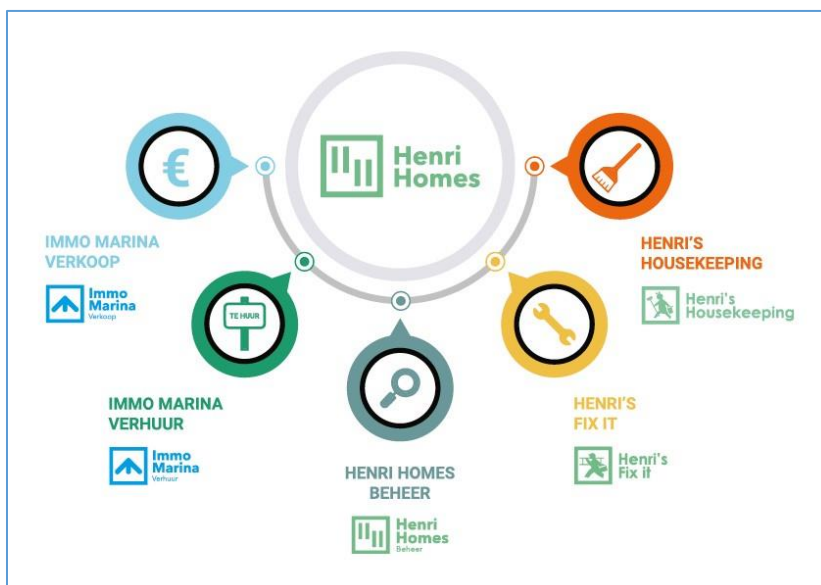 Henri
Homes
€
IMMO MARINA
VERKOOP
Immo
Marina
Verkoop
TE HUUR
IMMO MARINA
VERHUUR
Immo
Marina
Verhuur
HENRI HOMES
BEHEER
Henri
Homes
Beheer
HENRI'S
FIX IT
Henri's
Fix it
HENRI'S
HOUSEKEEPING
Henri's
Housekeeping